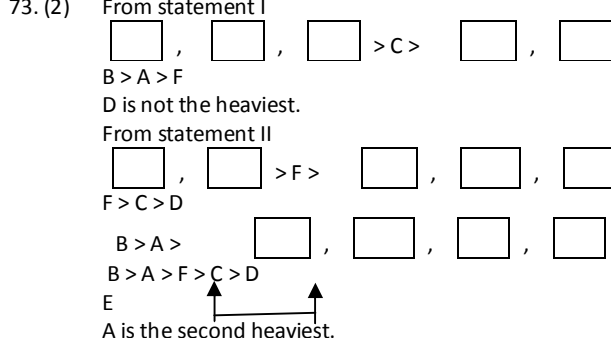 73. (2) From statement I
, , > C > ,
B > A > F
D is not the heaviest.
From statement II
, > F > , ,
F > C > D
B > A > , , ,
B > A > F > C > D
E
A is the second heaviest.